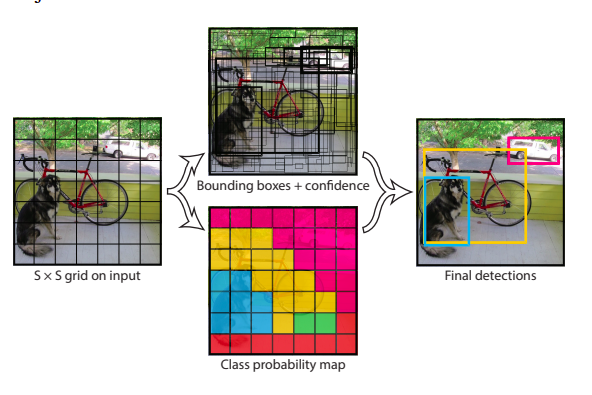 Bounding boxes + confidence
S × S grid on input
Final detections
Class probability map